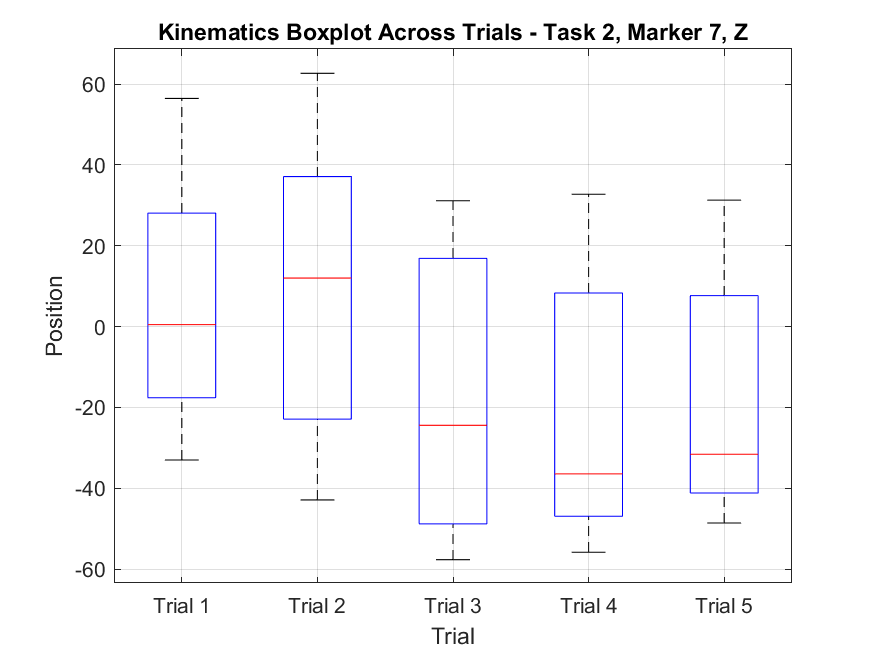 Kinematics Boxplot Across Trials - Task 2, Marker 7, Z
60
40
20
0
-20
-40
-60
Position
Trial 1 Trial 2 Trial 3 Trial 4 Trial 5
Trial